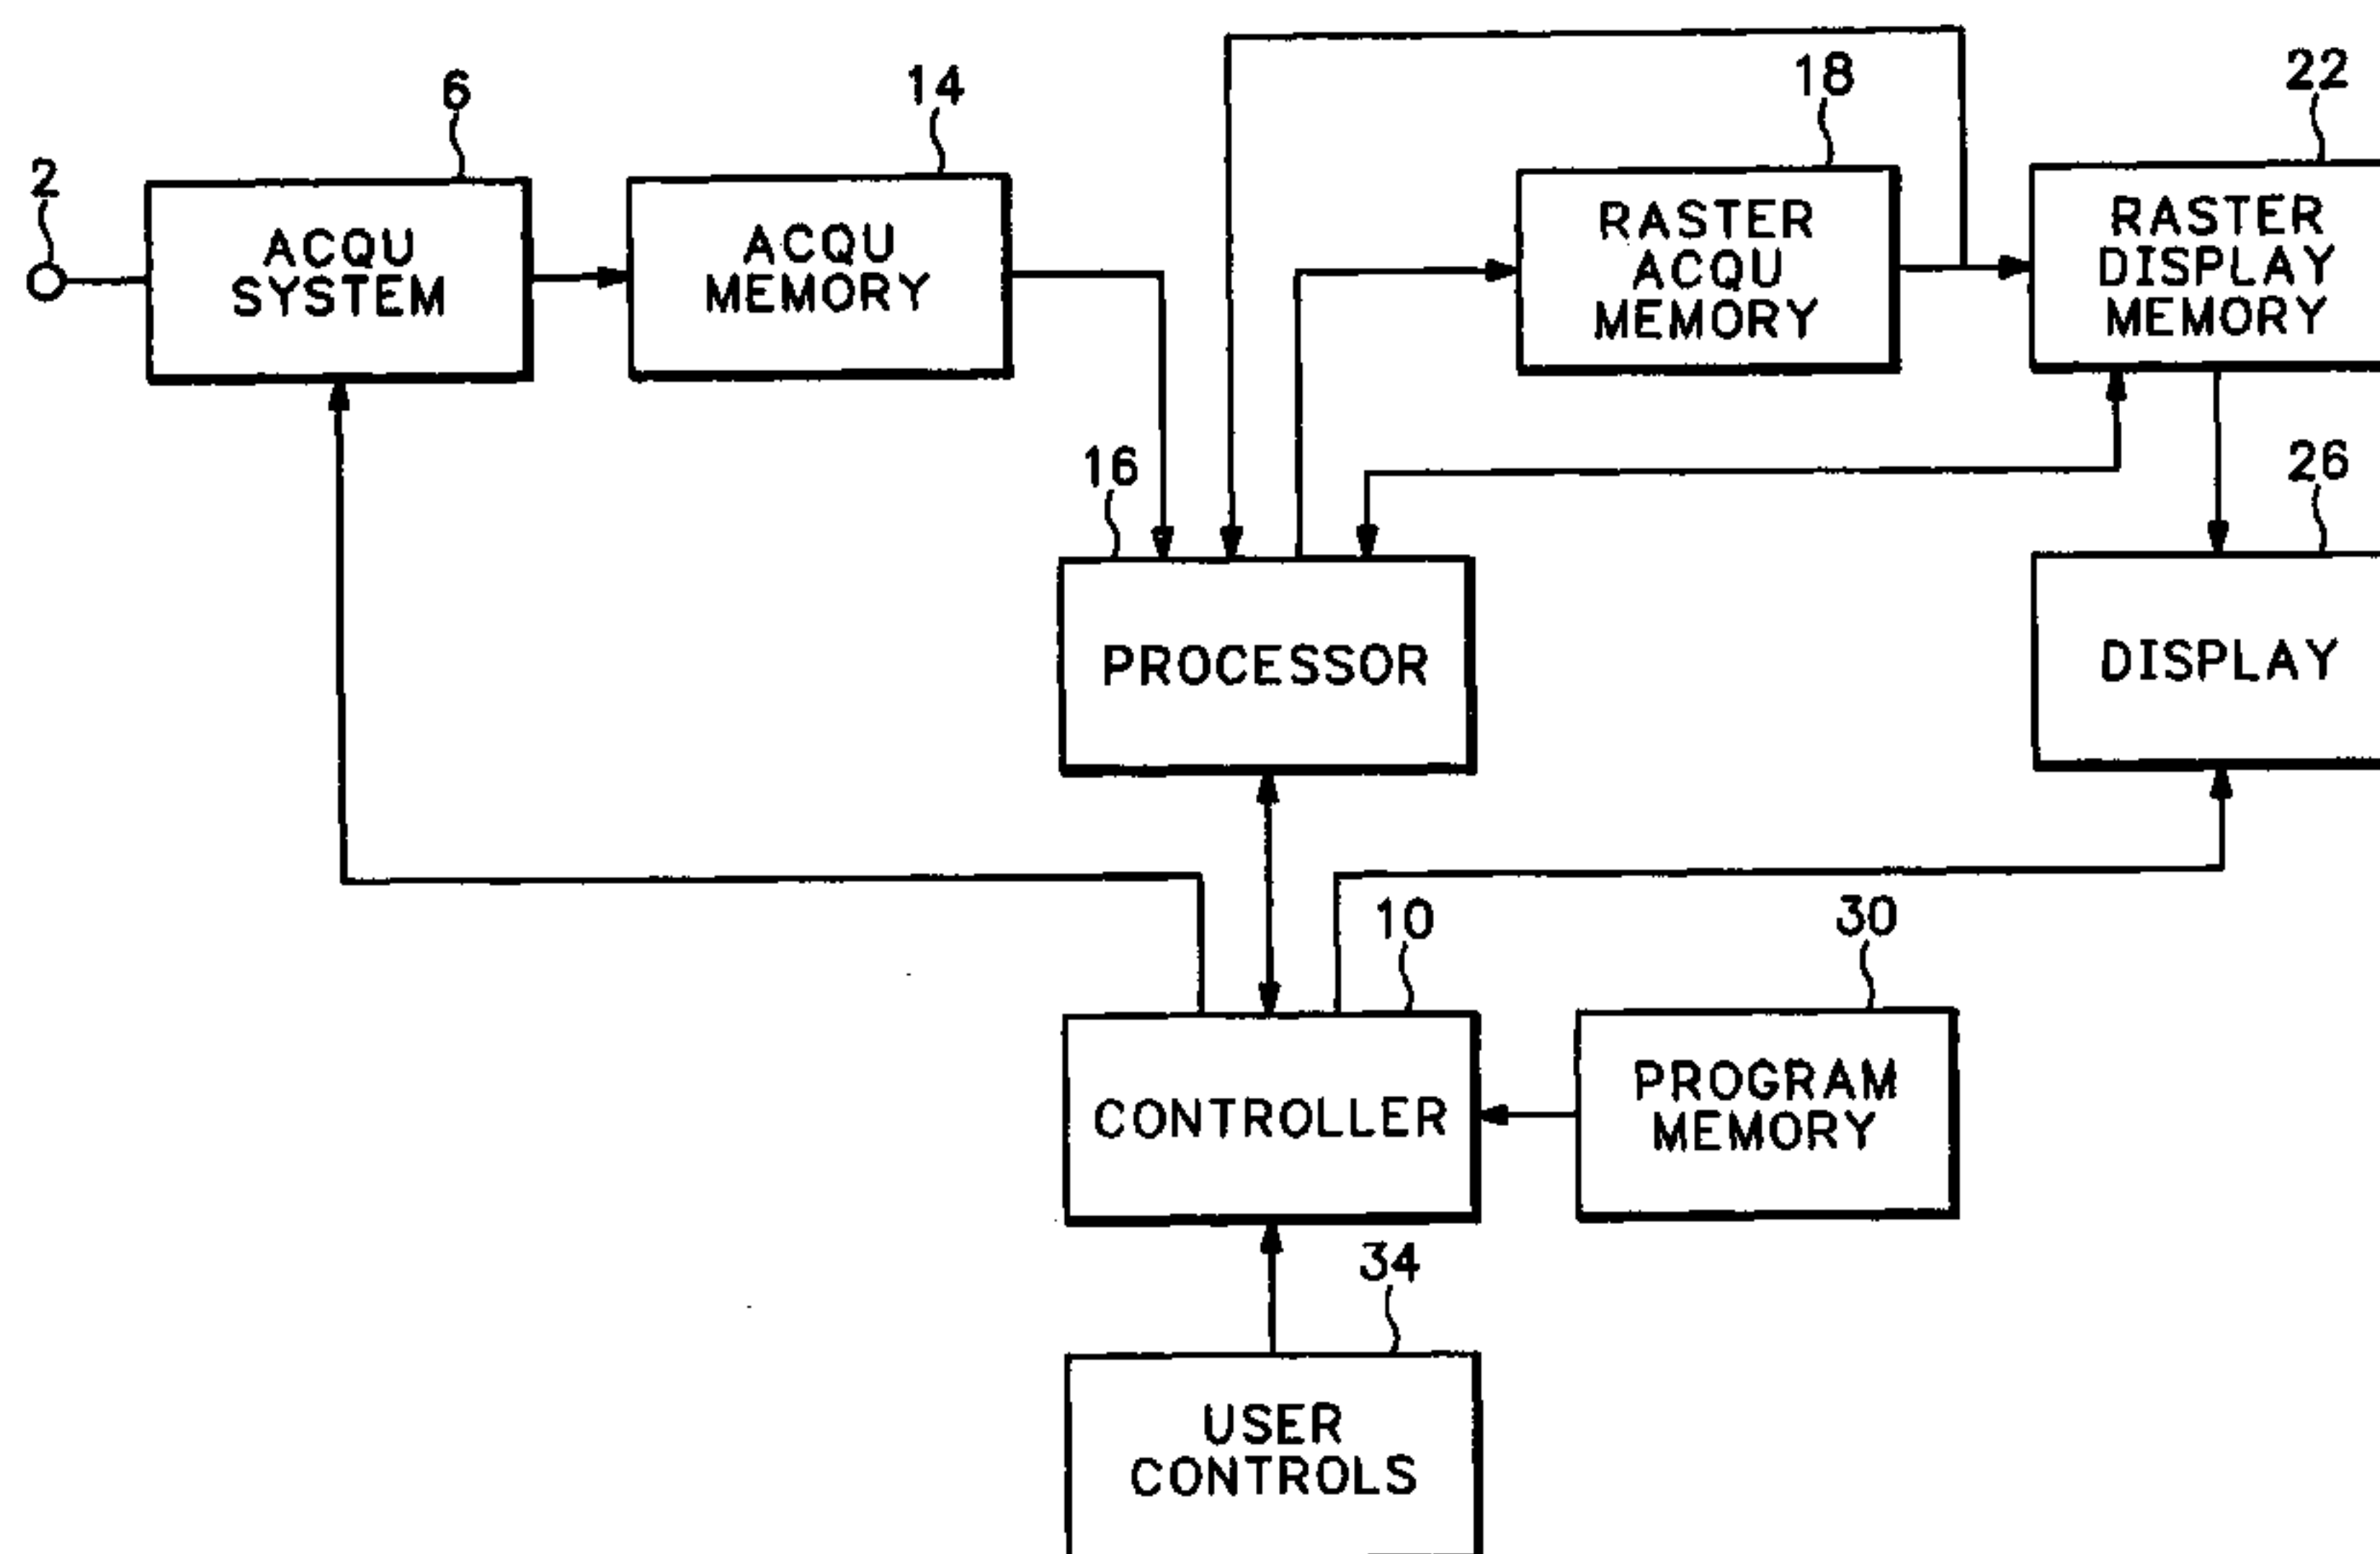 2
6
ACQU
SYSTEM
14
ACQU
MEMORY
18
RASTER
ACQU
MEMORY
22
RASTER
DISPLAY
MEMORY
16
PROCESSOR
26
DISPLAY
10
CONTROLLER
30
PROGRAM
MEMORY
34
USER
CONTROLS